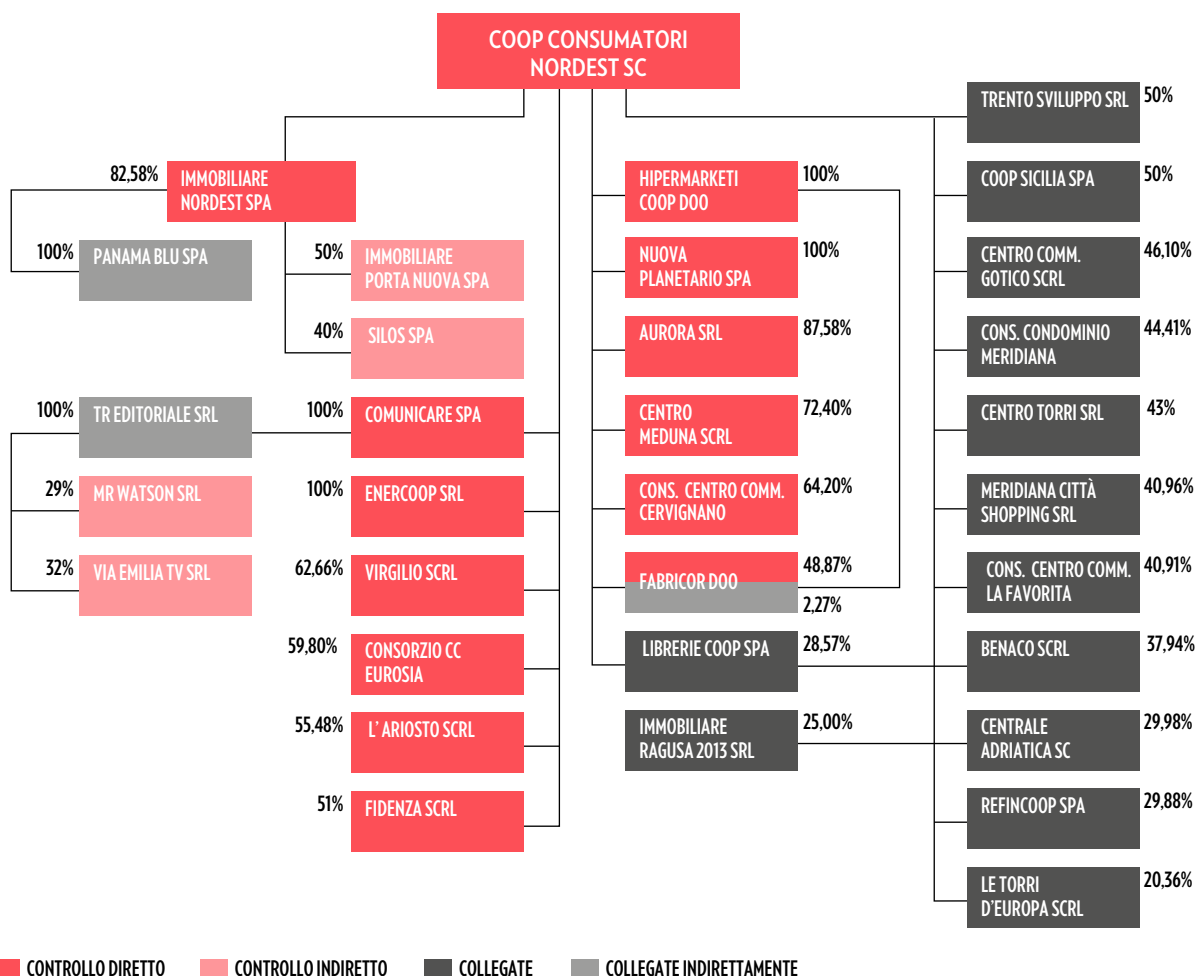 COOP CONSUMATORI
NORDEST SC
82,58%
IMMOBILIARE
NORDEST SPA
100%
PANAMA BLU SPA
50%
IMMOBILIARE
PORTA NUOVA SPA
40%
SILOS SPA
100%
TR EDITORIALE SRL
29%
MR WATSON SRL
32%
VIA EMILIA TV SRL
100%
COMUNICARE SPA
100%
ENERCOOP SRL
62,66%
VIRGILIO SCRL
59,80%
CONSORZIO CC
EUROSIA
55,48%
L' ARIOSTO SCRL
51%
FIDENZA SCRL
HIPERMARKETI
COOP DOO
100%
NUOVA
PLANETARIO SPA
100%
AURORA SRL
87,58%
CENTRO
MEDUNA SCRL
72,40%
CONS. CENTRO COMM.
CERVIGNANO
64,20%
FABRICOR DOO
48,87%
2,27%
LIBRERIE COOP SPA
28,57%
IMMOBILIARE
RAGUSA 2013 SRL
25,00%
TRENTO SVILUPPO SRL
50%
COOP SICILIA SPA
50%
CENTRO COMM.
GOTICO SCRL
46,10%
CONS. CONDOMINIO
MERIDIANA
44,41%
CENTRO TORRI SRL
43%
MERIDIANA CITTÀ
SHOPPING SRL
40,96%
CONS. CENTRO COMM.
LA FAVORITA
40,91%
BENACO SCRL
37,94%
CENTRALE
ADRIATICA SC
29,98%
REFINCOOP SPA
29,88%
LE TORRI
D'EUROPA SCRL
20,36%
CONTROLLO DIRETTO
CONTROLLO INDIRETTO
COLLEGATE
COLLEGATE INDIRETTAMENTE